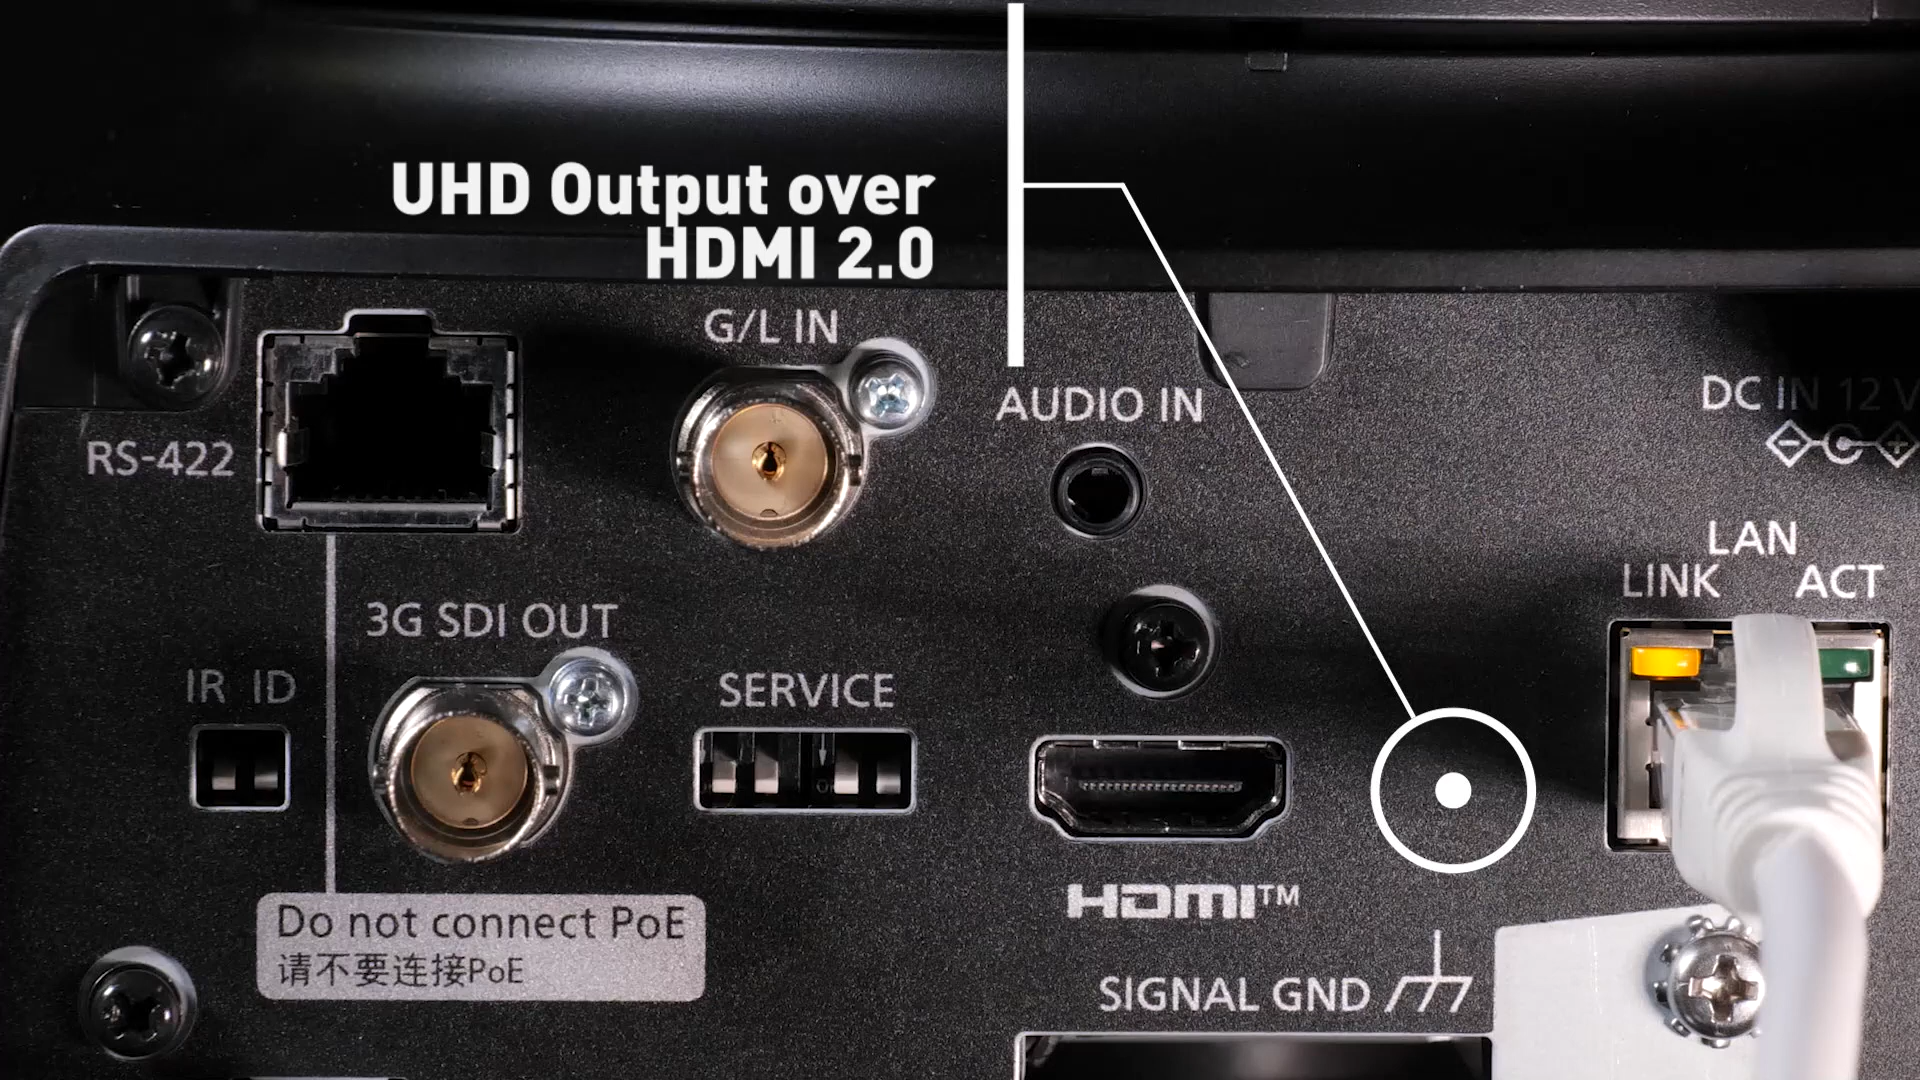 UHD Output over
HDMI 2.0
G/L IN
AUDIO IN
DC IN 12 V
RS-422
LAN
LINK ACT
3G SDI OUT
IR ID
SERVICE
HDMI™
Do not connect PoE
请不要连接PoE
SIGNAL GND